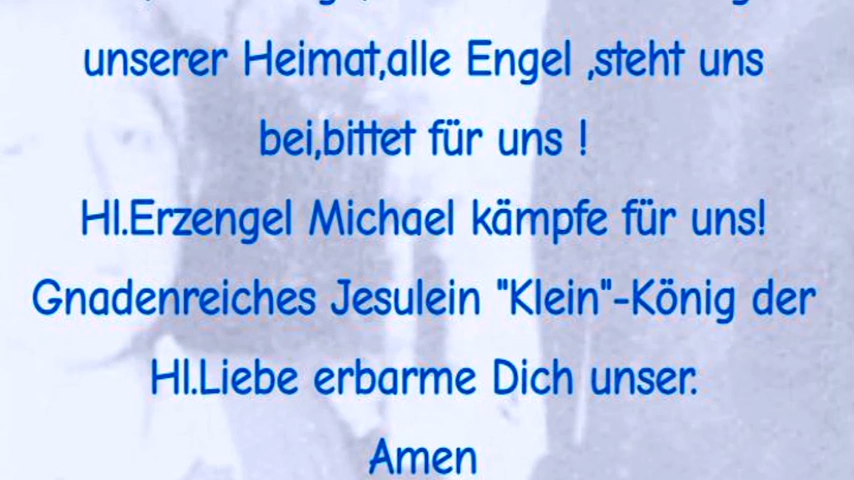 unserer Heimat,alle Engel ,steht uns
bei,bittet für uns !
Hl.Erzengel Michael kämpfe für uns!
Gnadenreiches Jesulein "Klein"-König der
Hl.Liebe erbarme Dich unser.
Amen